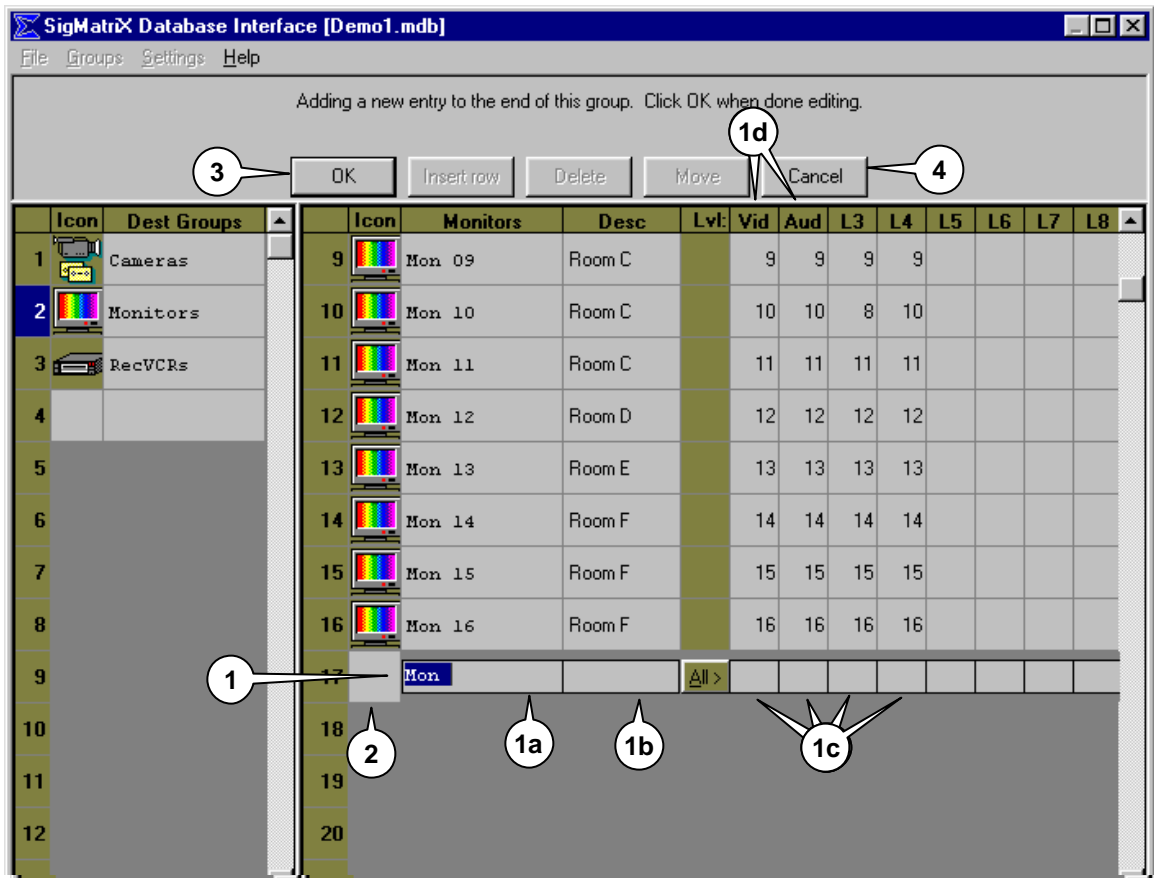 SigMatriX Database Interface [Demo1.mdb]
File Groups Settings Help
Adding a new entry to the end of this group. Click OK when done editing.
1d
3 OK Insert row Delete Move Cancel 4
Icon Dest Groups
1 Cameras
2 Monitors
3 RecVCRs
4
5
6
7
8
9
10
11
12
Icon Monitors Desc Lvl: Vid Aud L3 L4 L5 L6 L7 L8
9 Mon 09 Room C 9 9 9 9
10 Mon 10 Room C 10 10 8 10
11 Mon 11 Room C 11 11 11 11
12 Mon 12 Room D 12 12 12 12
13 Mon 13 Room E 13 13 13 13
14 Mon 14 Room F 14 14 14 14
15 Mon 15 Room F 15 15 15 15
16 Mon 16 Room F 16 16 16 16
1 17 Mon All >
18
2 1a 1b 1c
19
20